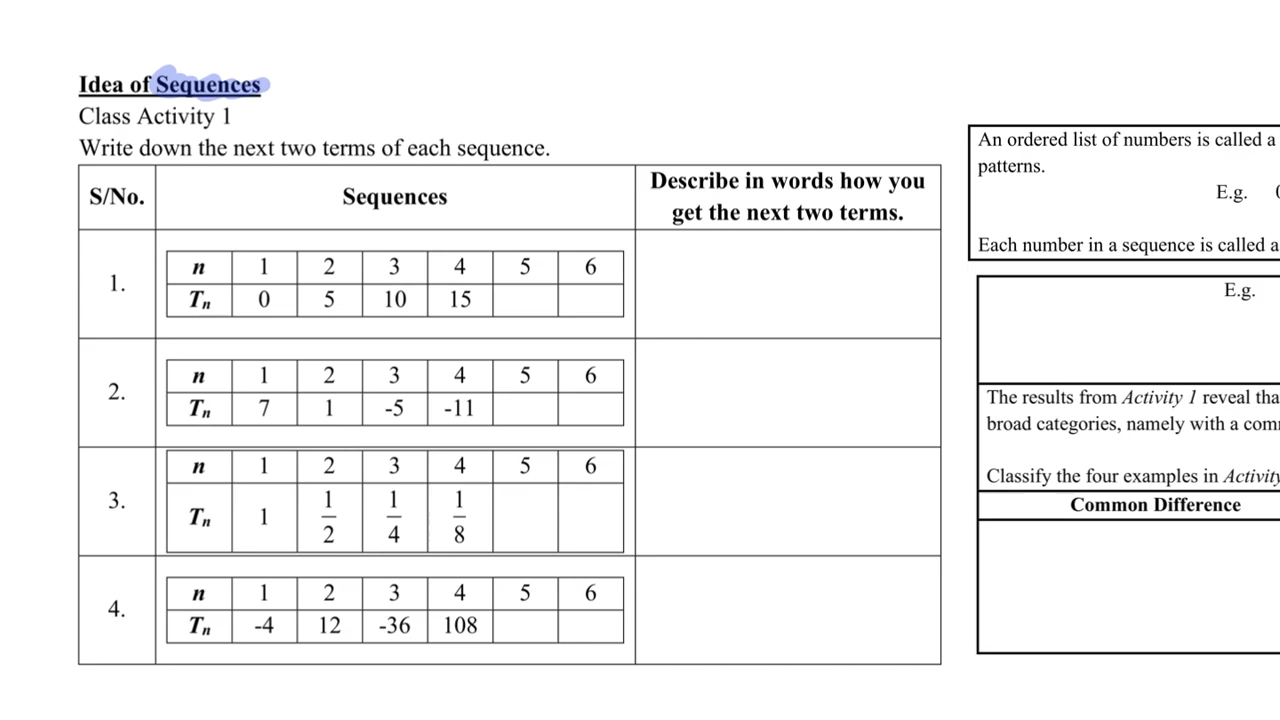 Idea of Sequences
Class Activity 1
Write down the next two terms of each sequence.
S/No. Sequences Describe in words how you get the next two terms.
1.
n 1 2 3 4 5 6
Tn 0 5 10 15
2.
n 1 2 3 4 5 6
Tn 7 1 -5 -11
3.
n 1 2 3 4 5 6
Tn 1 1/2 1/4 1/8
4.
n 1 2 3 4 5 6
Tn -4 12 -36 108
An ordered list of numbers is called a
patterns.
E.g.
Each number in a sequence is called a
E.g.
The results from Activity 1 reveal tha
broad categories, namely with a com
Classify the four examples in Activity
Common Difference